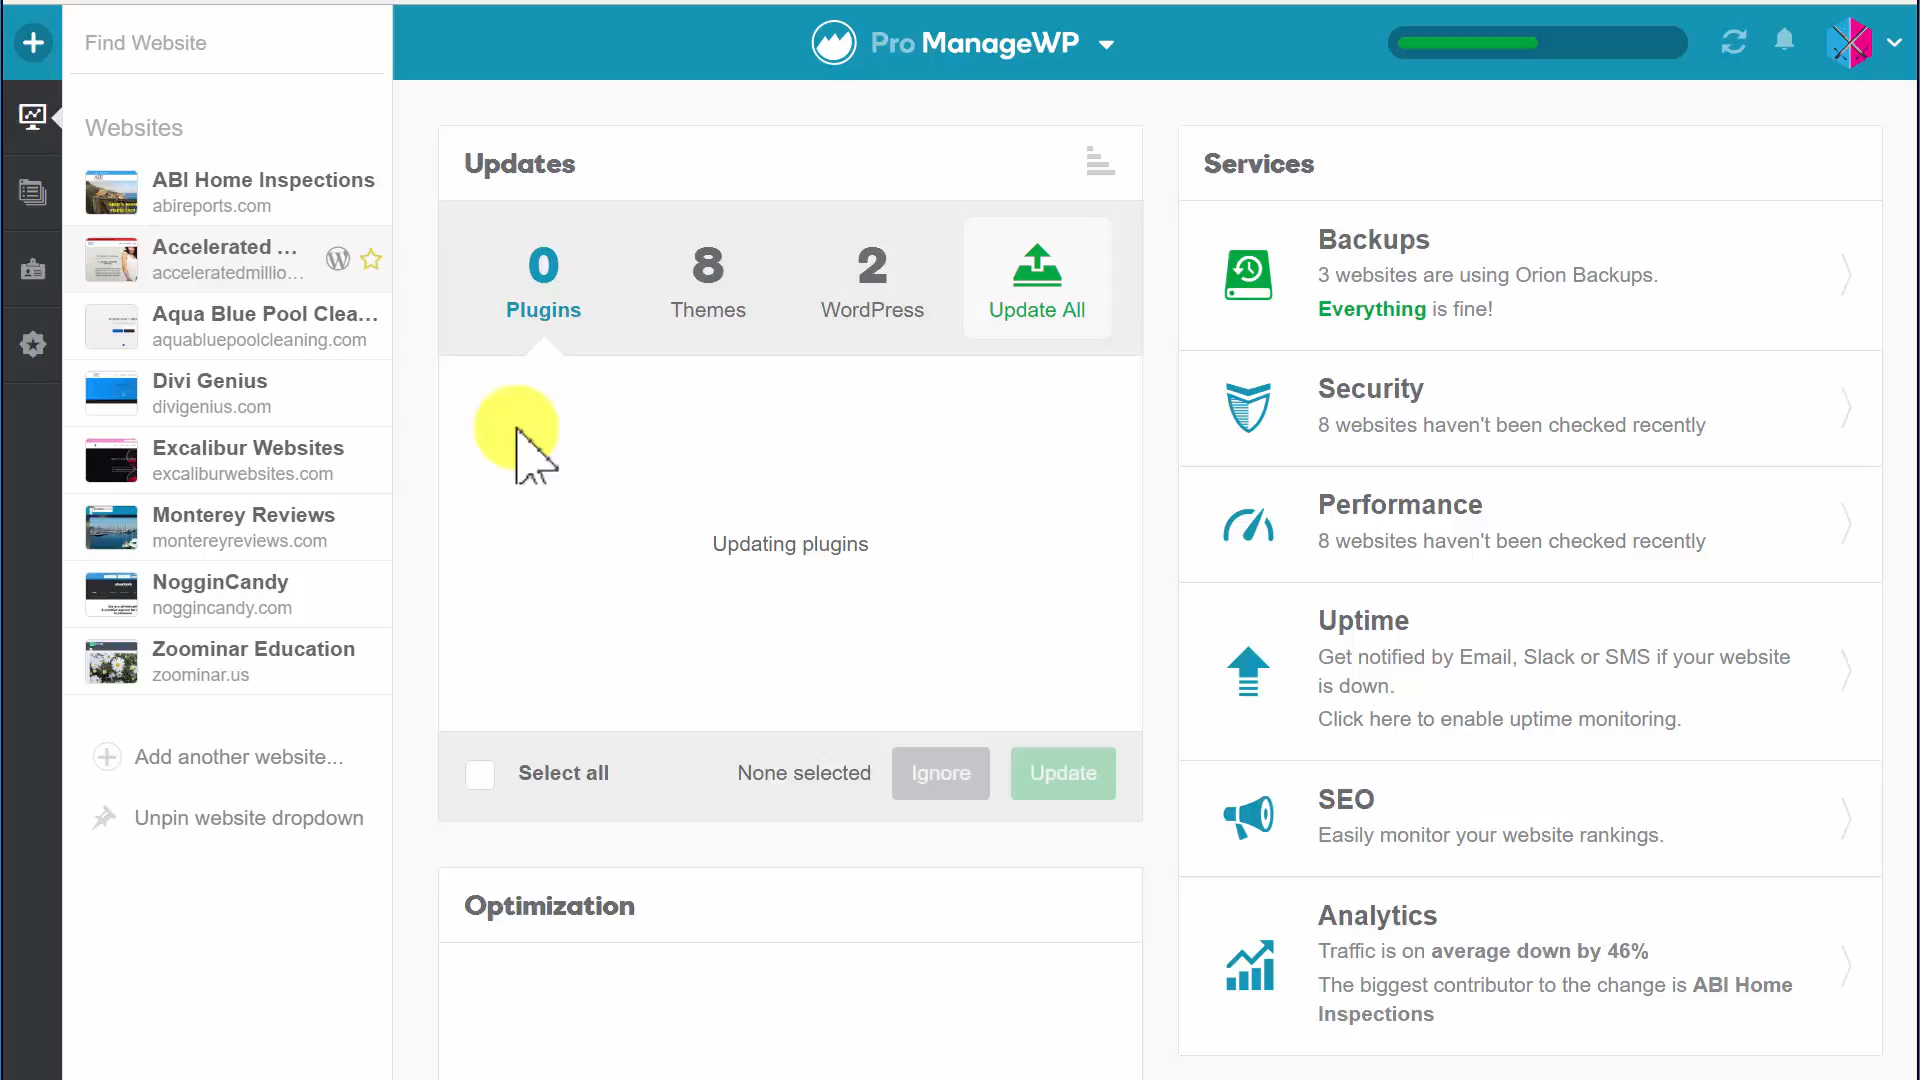 Find Website
Pro ManageWP
Websites
ABI Home Inspections
abireports.com
Accelerated ...
acceleratedmillio...
Aqua Blue Pool Clea...
aquabluepoolcleaning.com
Divi Genius
divigenius.com
Excalibur Websites
excaliburwebsites.com
Monterey Reviews
montereyreviews.com
NogginCandy
noggincandy.com
Zoominar Education
zoominar.us
Add another website...
Unpin website dropdown
Updates
0 8 2
Plugins Themes WordPress Update All
Updating plugins
Select all None selected Ignore Update
Optimization
Services
Backups
3 websites are using Orion Backups.
Everything is fine!
Security
8 websites haven't been checked recently
Performance
8 websites haven't been checked recently
Uptime
Get notified by Email, Slack or SMS if your website
is down.
Click here to enable uptime monitoring.
SEO
Easily monitor your website rankings.
Analytics
Traffic is on average down by 46%
The biggest contributor to the change is ABI Home
Inspections